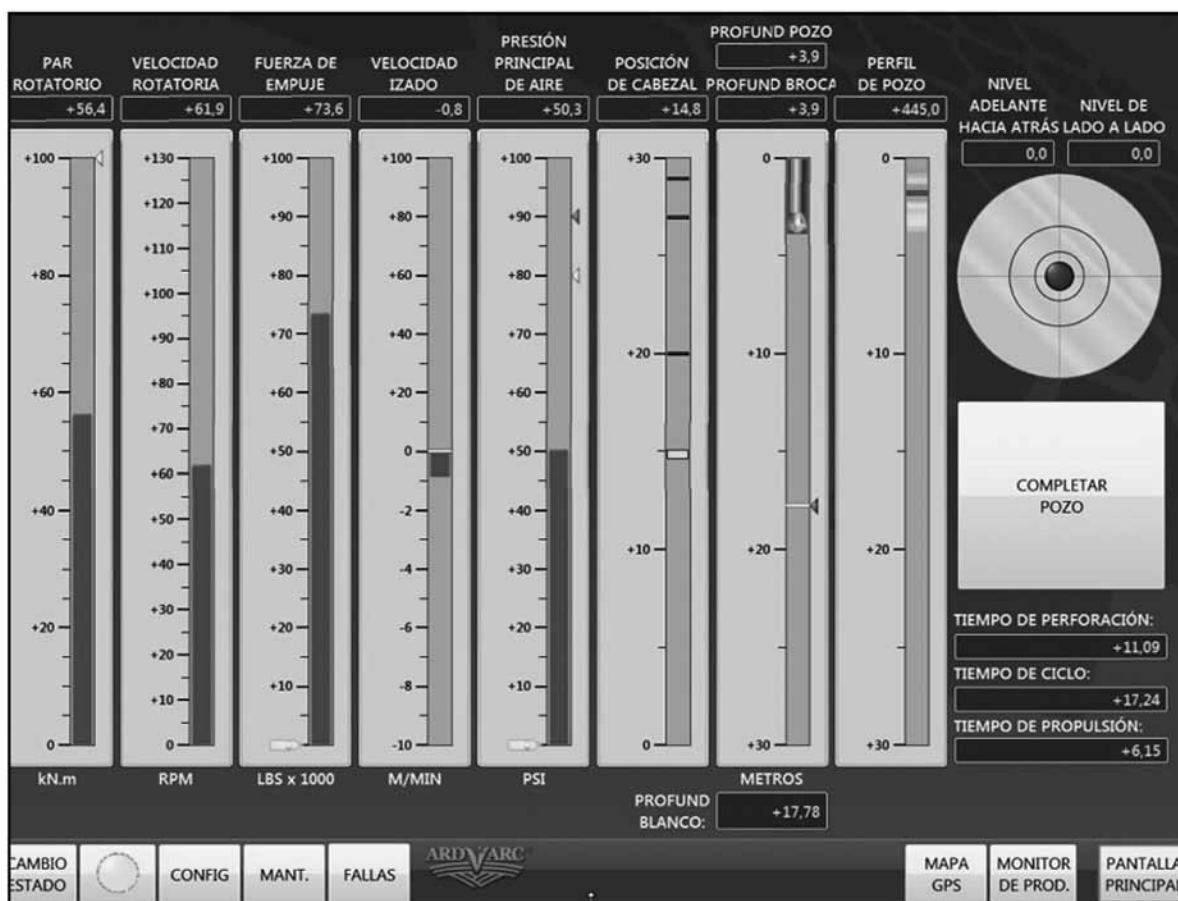 PAR
ROTATORIO
+56,4
VELOCIDAD
ROTATORIA
+61,9
FUERZA DE
EMPUJE
+73,6
VELOCIDAD
IZADO
-0,8
PRESIÓN
PRINCIPAL
DE AIRE
+50,3
POSICIÓN
DE CABEZAL
+14,8
PROFUND POZO
+3,9
PROFUND BROCA
+3,9
PERFIL
DE POZO
+445,0
NIVEL
ADELANTE
HACIA ATRÁS
0,0
NIVEL DE
LADO A LADO
0,0
+100
+80
+60
+40
+20
0
kN.m
+130
+120
+110
+100
+90
+80
+70
+60
+50
+40
+30
+20
+10
0
RPM
+100
+90
+80
+70
+60
+50
+40
+30
+20
+10
LBS x 1000
+100
+80
+60
+40
+20
0
-2
-4
-6
-8
-10
M/MIN
+100
+90
+80
+70
+60
+50
+40
+30
+20
+10
PSI
+30
+20
+10
0
0
+10
+20
+30
METROS
0
+10
+20
+30
PROFUND
BLANCO:
+17,78
COMPLETAR
POZO
TIEMPO DE PERFORACIÓN:
+11,09
TIEMPO DE CICLO:
+17,24
TIEMPO DE PROPULSIÓN:
+6,15
CAMBIO
ESTADO
CONFIG
MANT.
FALLAS
ARDVARC
MAPA
GPS
MONITOR
DE PROD.
PANTALLA
PRINCIPAL